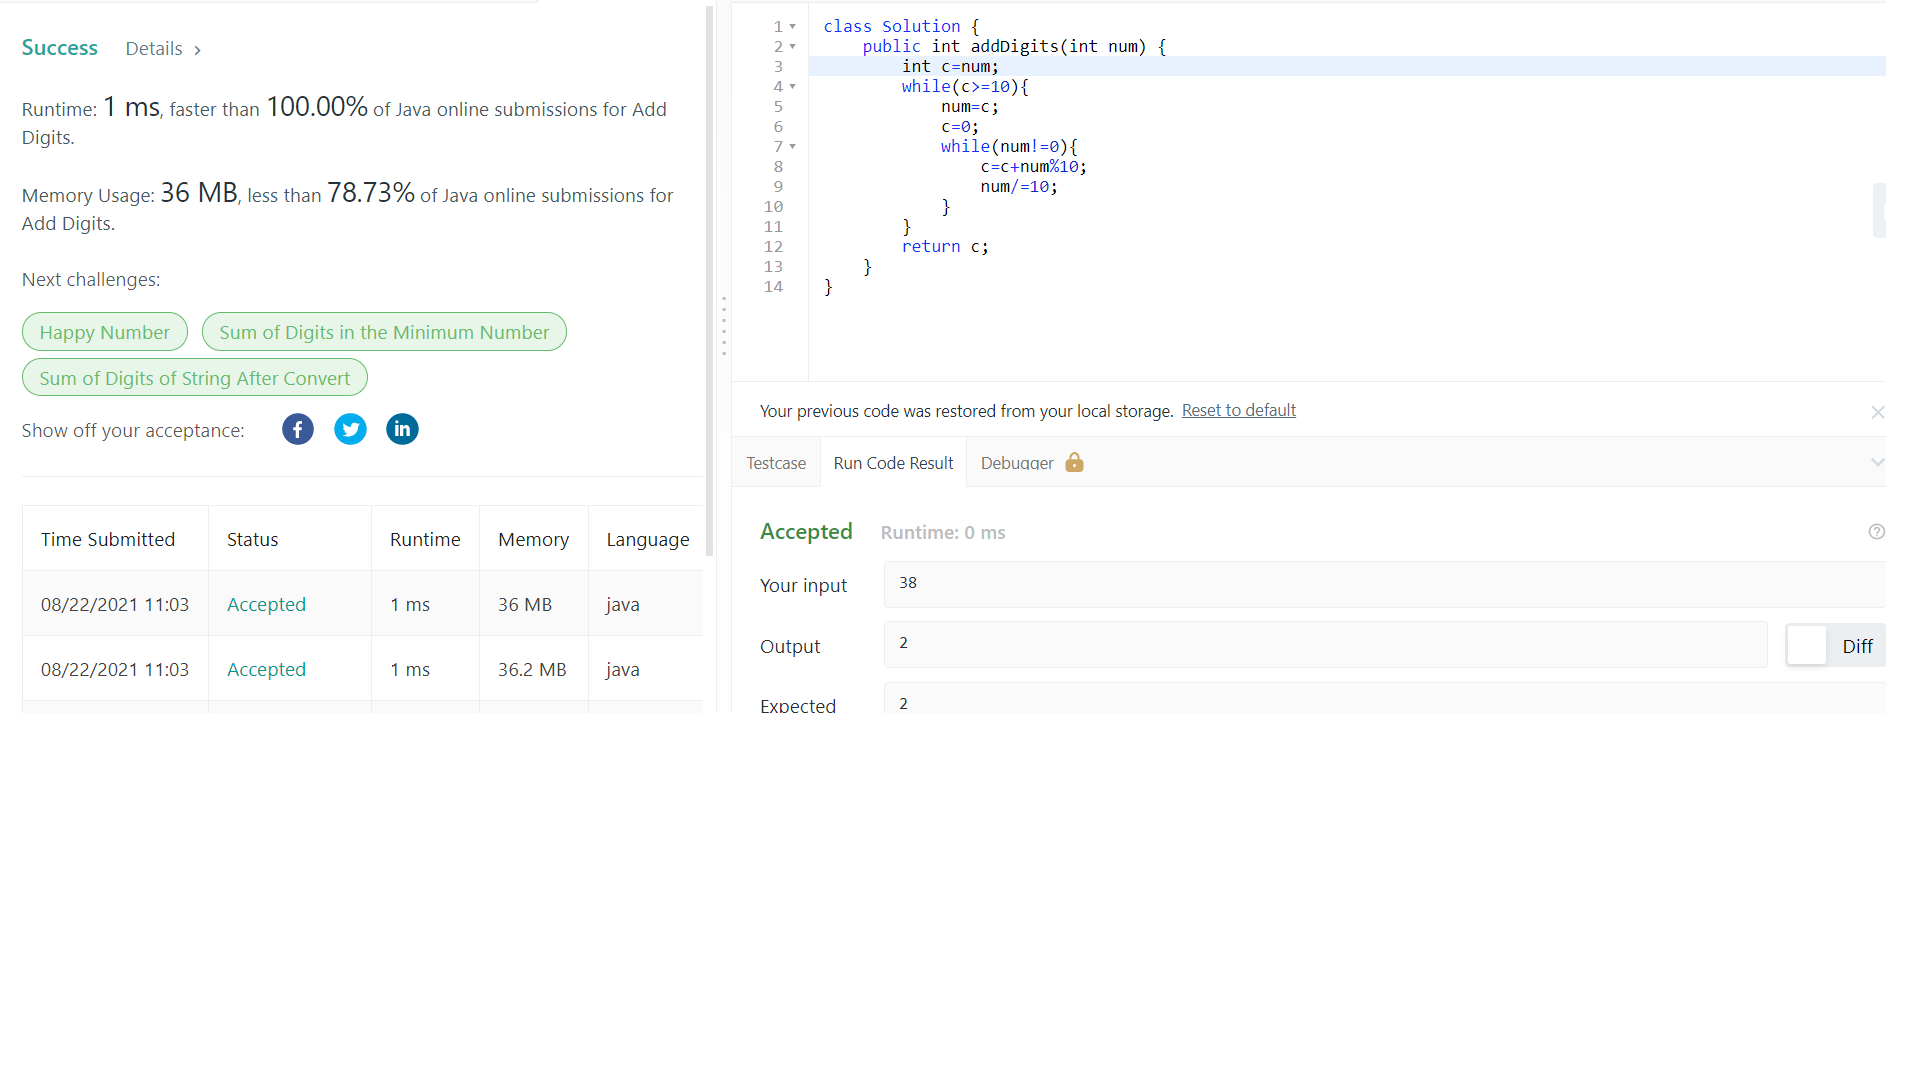 Success Details >
Runtime: 1 ms, faster than 100.00% of Java online submissions for Add
Digits.
Memory Usage: 36 MB, less than 78.73% of Java online submissions for
Add Digits.
Next challenges:
Happy Number
Sum of Digits in the Minimum Number
Sum of Digits of String After Convert
Show off your acceptance:
Time Submitted Status Runtime Memory Language
08/22/2021 11:03 Accepted 1 ms 36 MB java
08/22/2021 11:03 Accepted 1 ms 36.2 MB java
1 class Solution {
2     public int addDigits(int num) {
3         int c=num;
4         while(c>=10){
5             num=c;
6             c=0;
7             while(num!=0){
8                 c=c+num%10;
9                 num/=10;
10             }
11         }
12         return c;
13     }
14 }
Your previous code was restored from your local storage. Reset to default
Testcase Run Code Result Debugger
Accepted Runtime: 0 ms
Your input 38
Output 2 Diff
Expected 2